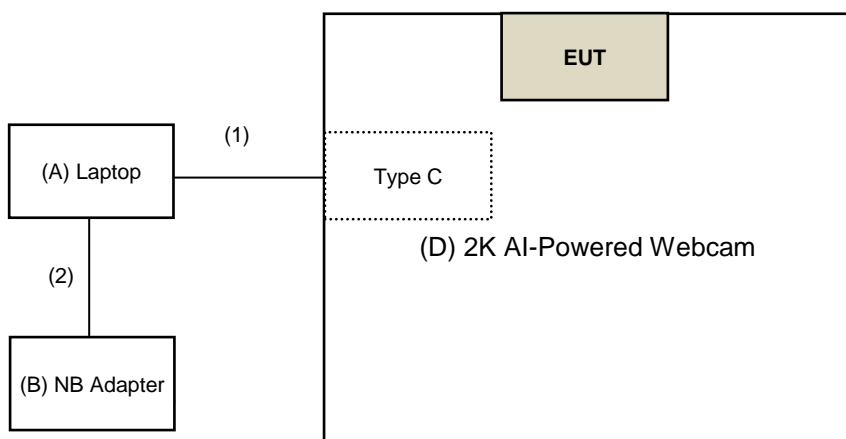 EUT
(1)
(A) Laptop
Type C
(D) 2K AI-Powered Webcam
(2)
(B) NB Adapter